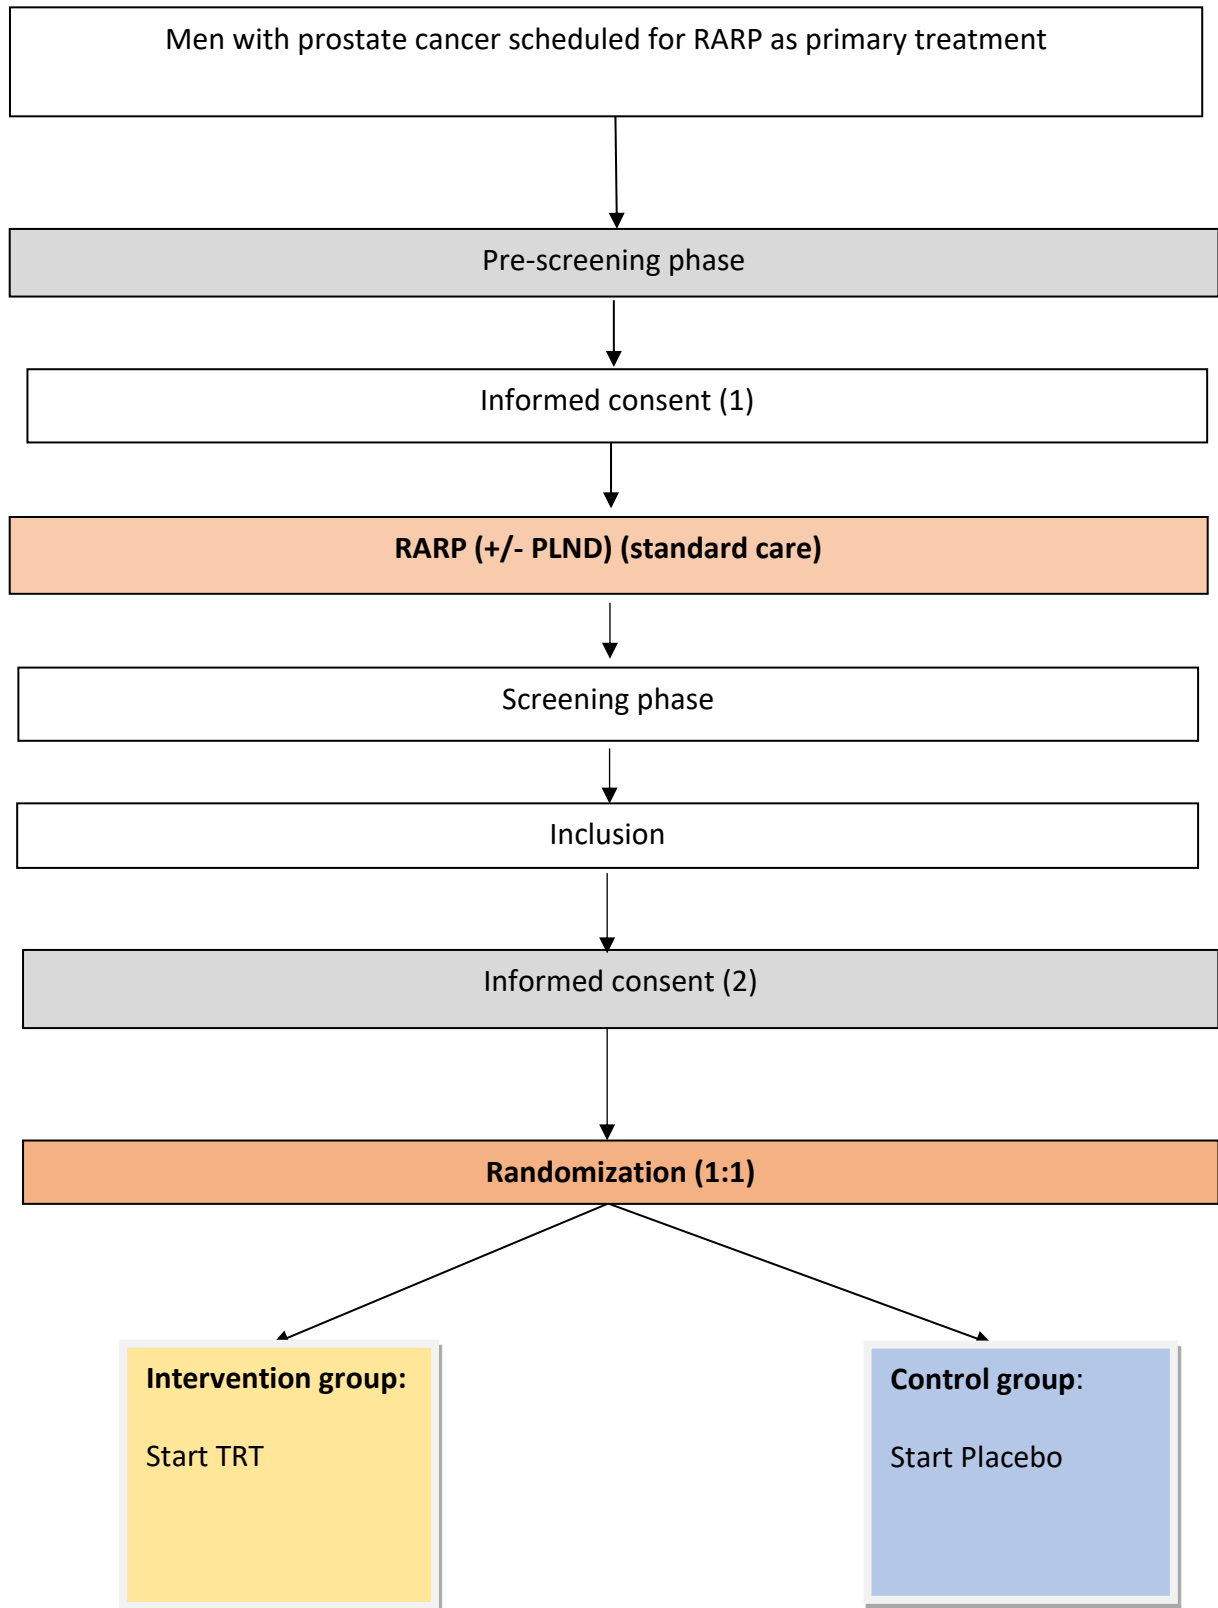 Men with prostate cancer scheduled for RARP as primary treatment
Pre-screening phase
Informed consent (1)
RARP (+/- PLND) (standard care)
Screening phase
Inclusion
Informed consent (2)
Randomization (1:1)
Intervention group:
Start TRT
Control group:
Start Placebo